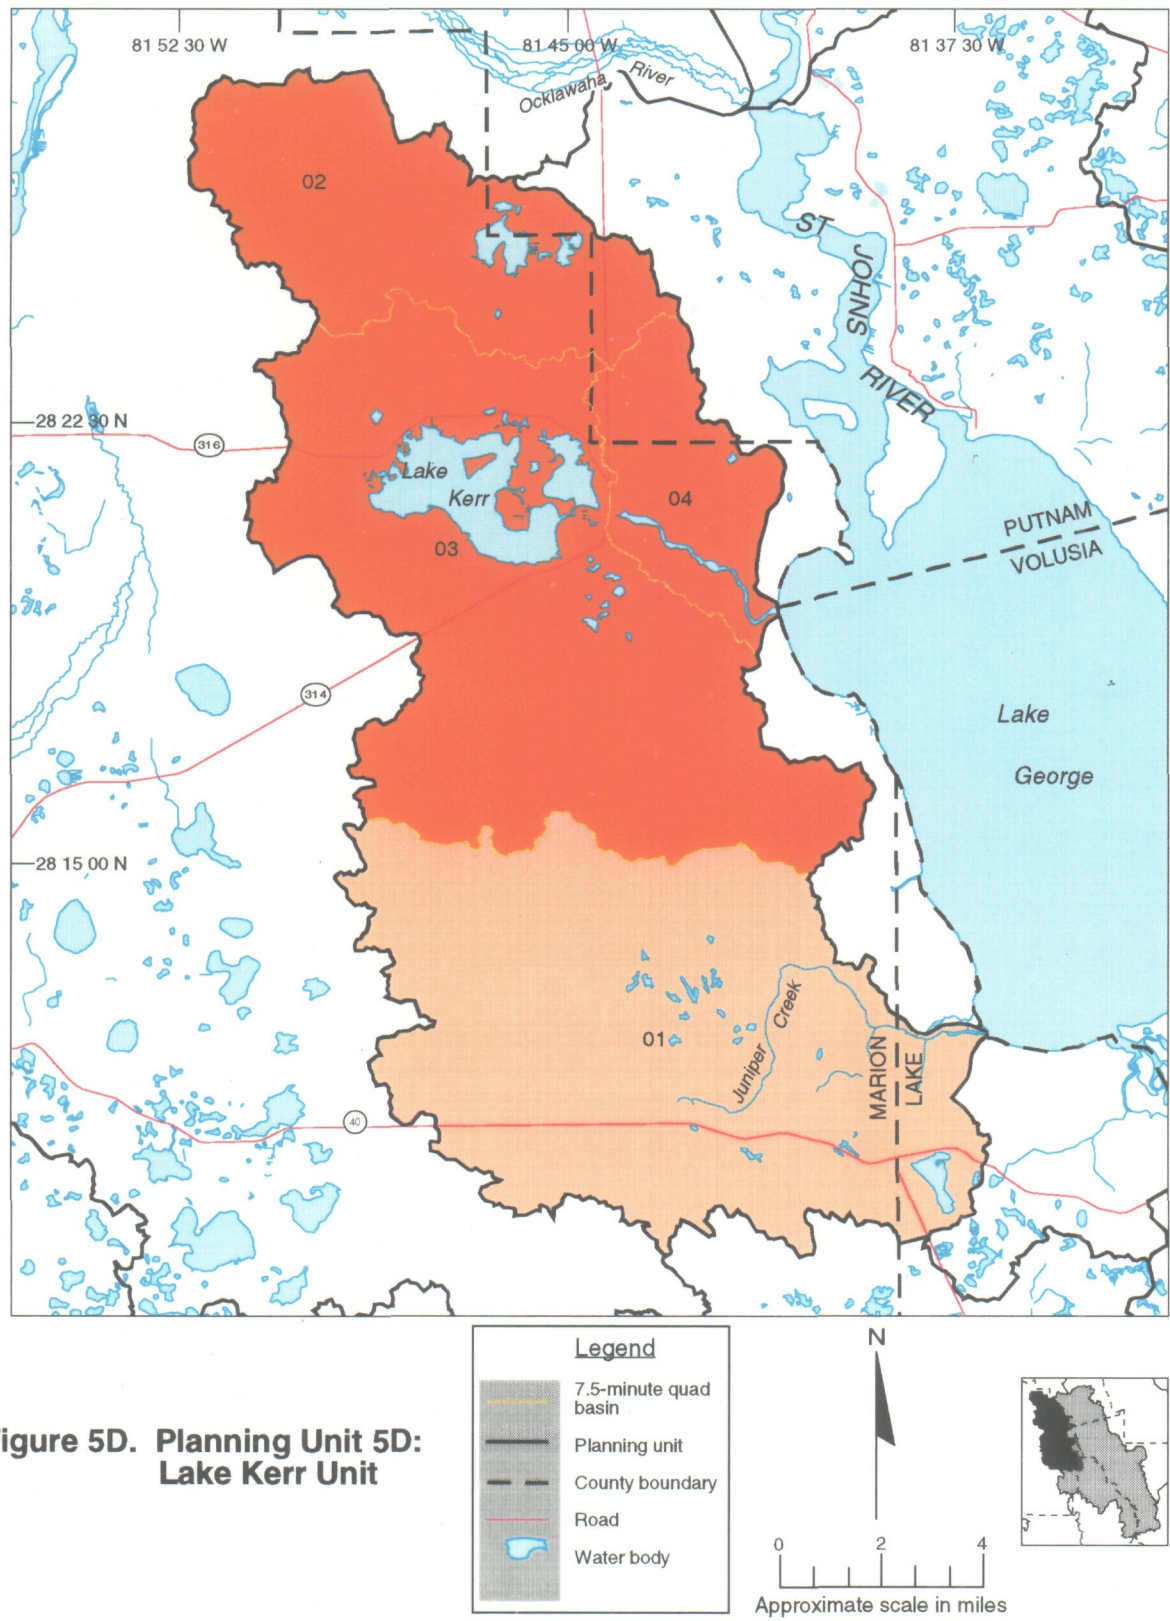 81 52 30 W
81 45 00 W
81 37 30 W
Ocklawaha River
02
ST JOHNS RIVER
28 22 30 N
316
Lake
Kerr
04
03
PUTNAM
VOLUSIA
314
Lake
George
28 15 00 N
01
Juniper Creek
MARION
LAKE
40
igure 5D. Planning Unit 5D:
Lake Kerr Unit
Legend
7.5-minute quad
basin
Planning unit
County boundary
Road
Water body
N
0 2 4
Approximate scale in miles